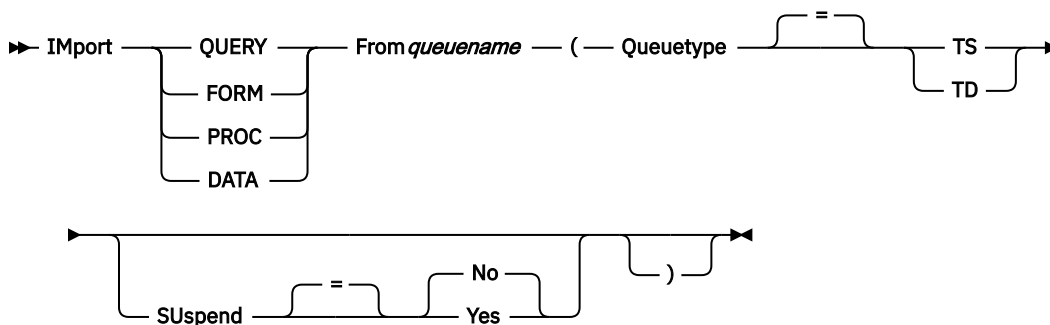 =
IMport QUERY From queuename ( Queuetype TS
FORM TD
PROC
DATA
= No )
SUspend Yes